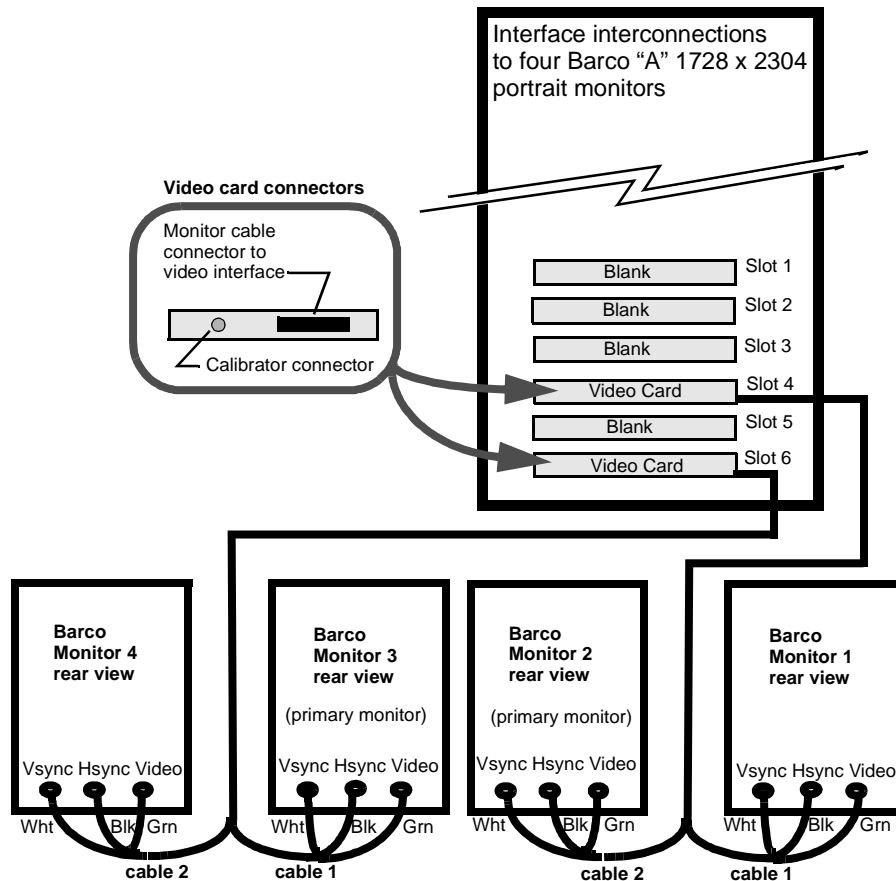 Interface interconnections
to four Barco “A” 1728 x 2304
portrait monitors
Video card connectors
Monitor cable
connector to
video interface
Calibrator connector
Blank Slot 1
Blank Slot 2
Blank Slot 3
Video Card Slot 4
Blank Slot 5
Video Card Slot 6
Barco
Monitor 4
rear view
Vsync Hsync Video
Wht Blk Grn
cable 2
Barco
Monitor 3
rear view
(primary monitor)
Vsync Hsync Video
Wht Blk Grn
cable 1
Barco
Monitor 2
rear view
(primary monitor)
Vsync Hsync Video
Wht Blk Grn
cable 2
Barco
Monitor 1
rear view
Vsync Hsync Video
Wht Blk Grn
cable 1